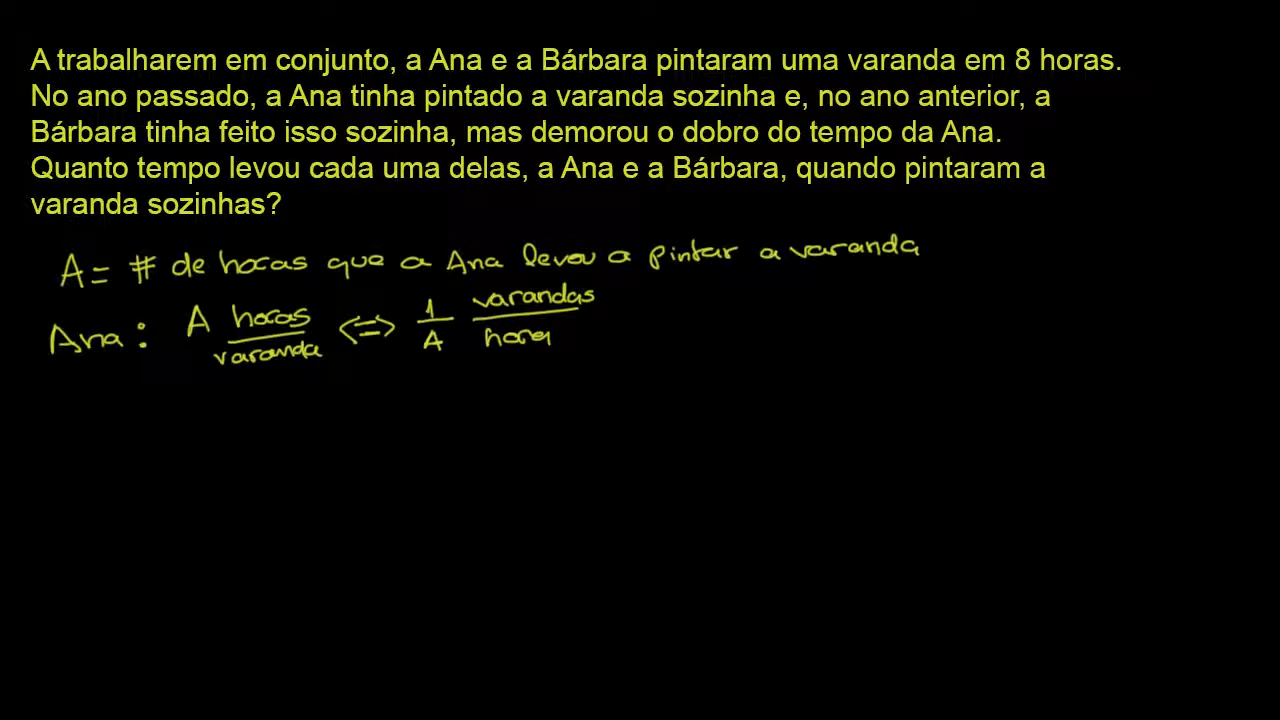 A trabalharem em conjunto, a Ana e a Bárbara pintaram uma varanda em 8 horas.
No ano passado, a Ana tinha pintado a varanda sozinha e, no ano anterior, a
Bárbara tinha feito isso sozinha, mas demorou o dobro do tempo da Ana.
Quanto tempo levou cada uma delas, a Ana e a Bárbara, quando pintaram a
varanda sozinhas?
A = # de horas que a Ana levou a pintar a varanda
Ana: A horas/varanda <=> 1/A varandas/hora